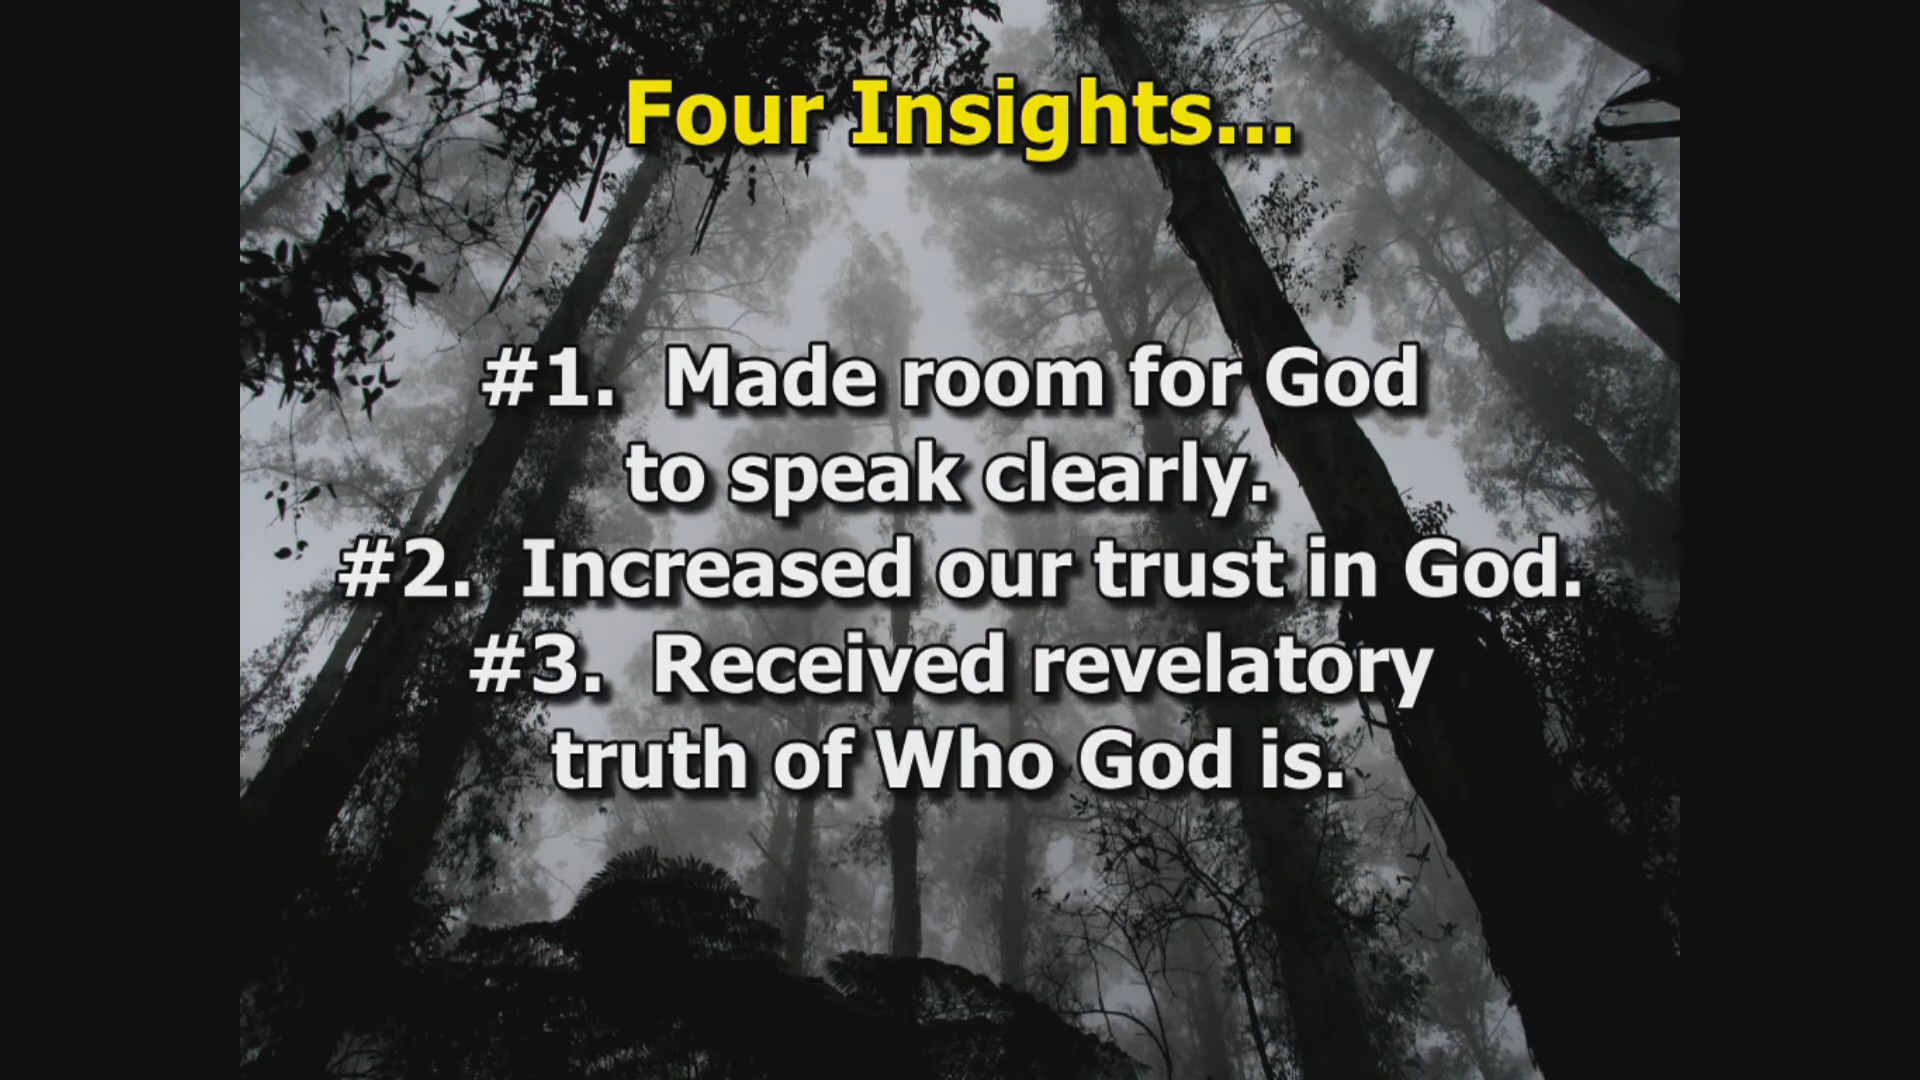 Four Insights...
#1. Made room for God
to speak clearly.
#2. Increased our trust in God.
#3. Received revelatory
truth of Who God is.